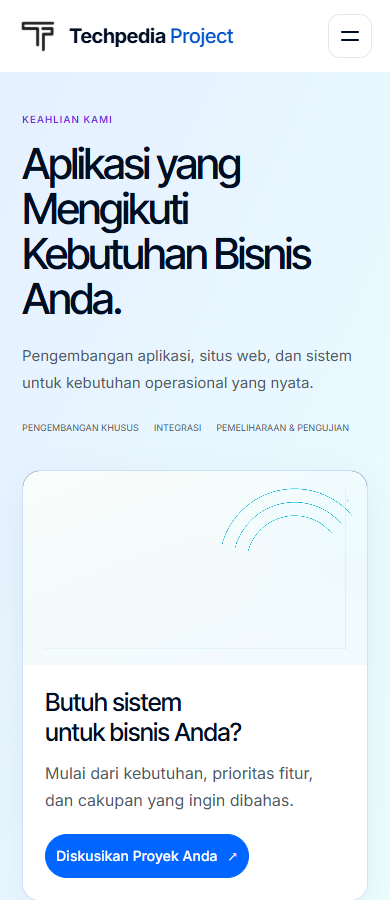 Techpedia Project
KEAHLIAN KAMI
Aplikasi yang
Mengikuti
Kebutuhan Bisnis
Anda.
Pengembangan aplikasi, situs web, dan sistem
untuk kebutuhan operasional yang nyata.
PENGEMBANGAN KHUSUS INTEGRASI PEMELIHARAAN & PENGUJIAN
Butuh sistem
untuk bisnis Anda?
Mulai dari kebutuhan, prioritas fitur,
dan cakupan yang ingin dibahas.
Diskusikan Proyek Anda ↗